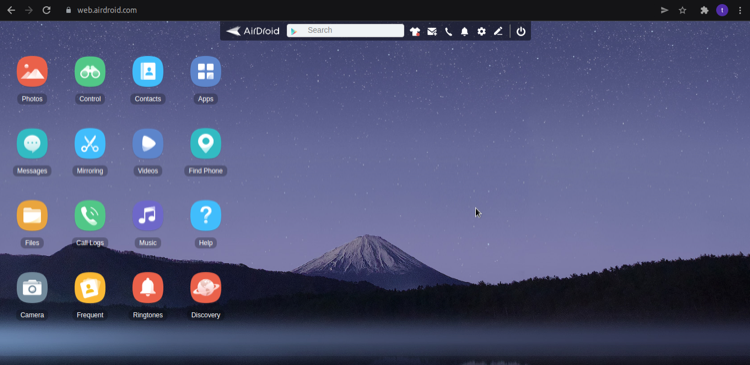 web.airdroid.com
1
AirDroid
Search
Photos
Control
Contacts
Apps
Messages
Mirroring
Videos
Find Phone
Files
Call Logs
Music
?
Help
Camera
Frequent
Ringtones
Discovery